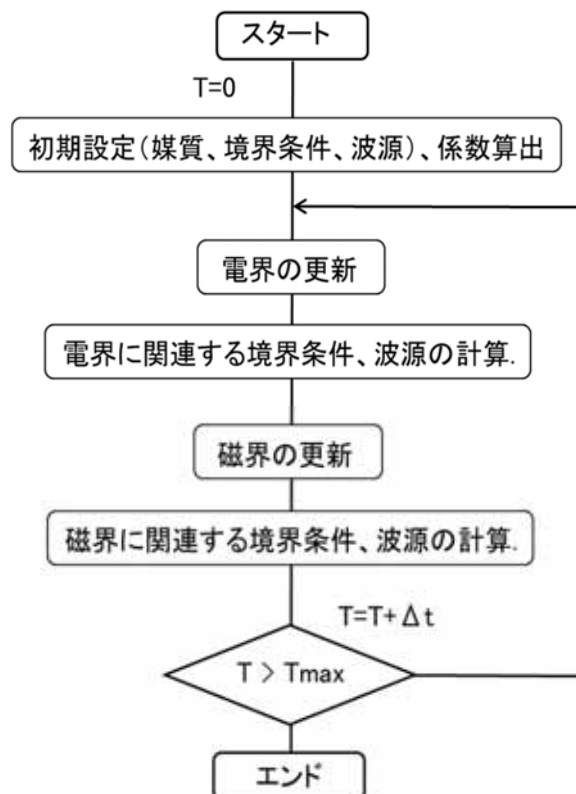 スタート
T=0
初期設定(媒質、境界条件、波源)、係数算出
電界の更新
電界に関連する境界条件、波源の計算.
磁界の更新
磁界に関連する境界条件、波源の計算.
T=T+Δt
T > Tmax
エンド